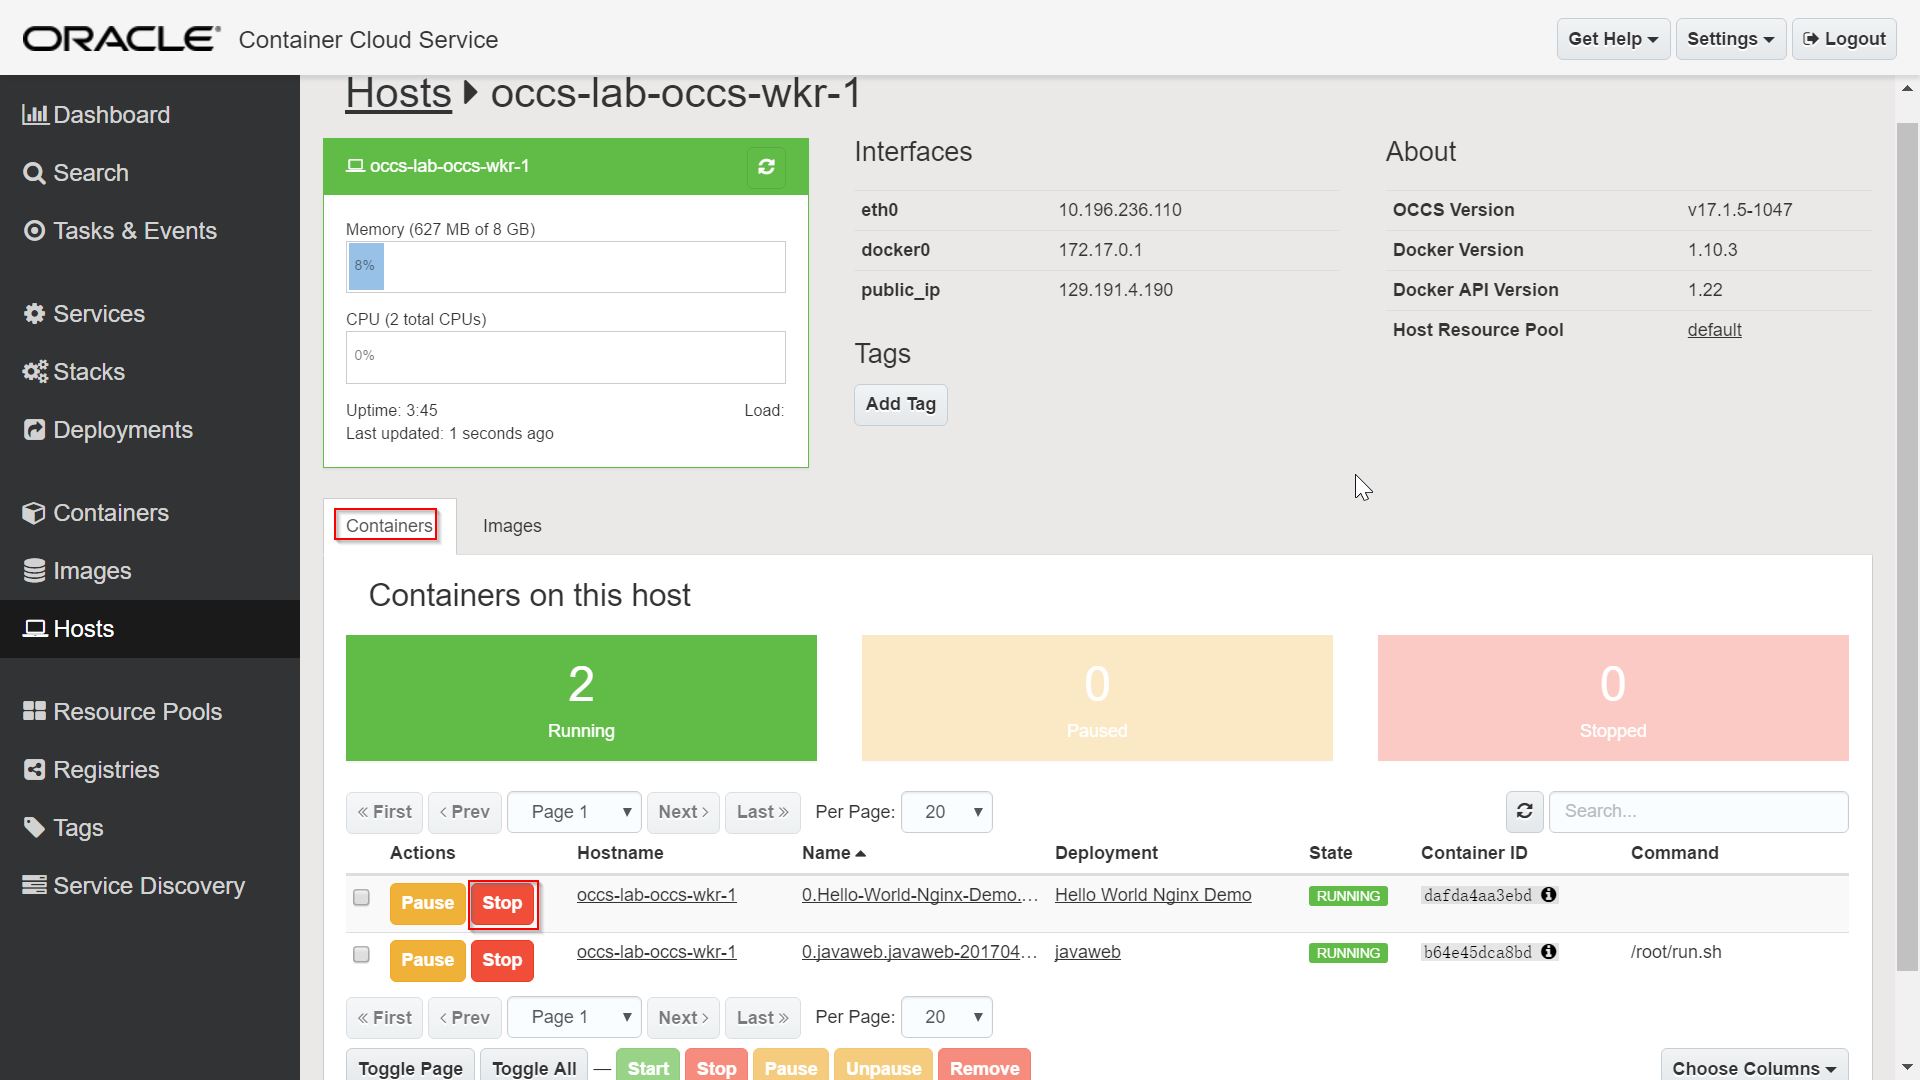 ORACLE Container Cloud Service
Get Help
Settings
Logout
Dashboard
Search
Tasks & Events
Services
Stacks
Deployments
Containers
Images
Hosts
Resource Pools
Registries
Tags
Service Discovery
Hosts occs-lab-occs-wkr-1
occs-lab-occs-wkr-1
Memory (627 MB of 8 GB)
8%
CPU (2 total CPUs)
0%
Uptime: 3:45 Load:
Last updated: 1 seconds ago
Interfaces
eth0 10.196.236.110
docker0 172.17.0.1
public_ip 129.191.4.190
Tags
Add Tag
About
OCCS Version v17.1.5-1047
Docker Version 1.10.3
Docker API Version 1.22
Host Resource Pool default
Containers Images
Containers on this host
2
Running
0
Paused
0
Stopped
« First ‹ Prev Page 1 Next › Last » Per Page: 20 Search...
Actions Hostname Name Deployment State Container ID Command
Pause Stop occs-lab-occs-wkr-1 0.Hello-World-Nginx-Demo.... Hello World Nginx Demo RUNNING dafda4aa3ebd
Pause Stop occs-lab-occs-wkr-1 0.javaweb.javaweb-201704... javaweb RUNNING b64e45dca8bd /root/run.sh
« First ‹ Prev Page 1 Next › Last » Per Page: 20
Toggle Page Toggle All — Start Stop Pause Unpause Remove Choose Columns